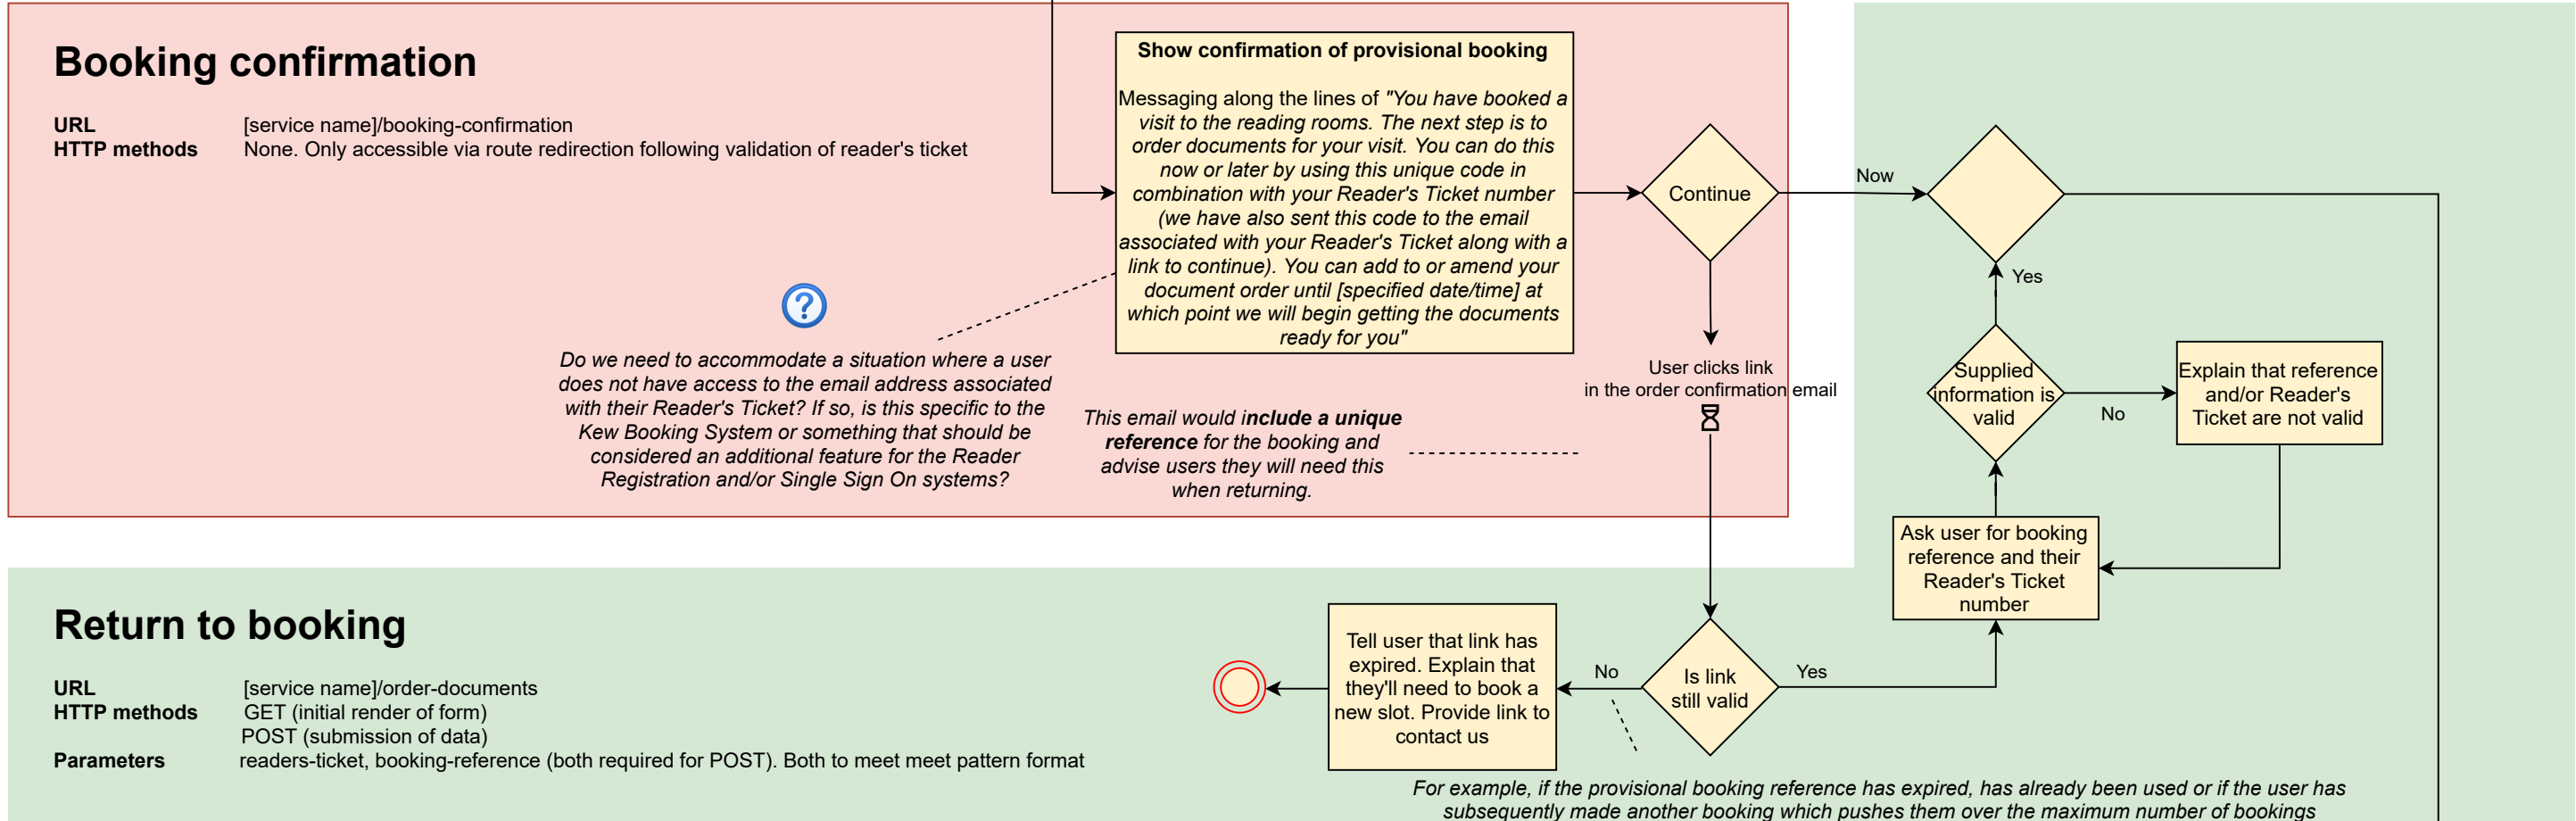 Booking confirmation
URL [service name]/booking-confirmation
HTTP methods None. Only accessible via route redirection following validation of reader's ticket
Show confirmation of provisional booking
Messaging along the lines of "You have booked a
visit to the reading rooms. The next step is to
order documents for your visit. You can do this
now or later by using this unique code in
combination with your Reader's Ticket number
(we have also sent this code to the email
associated with your Reader's Ticket along with a
link to continue). You can add to or amend your
document order until [specified date/time] at
which point we will begin getting the documents
ready for you"
Continue
Now
?
Do we need to accommodate a situation where a user
does not have access to the email address associated
with their Reader's Ticket? If so, is this specific to the
Kew Booking System or something that should be
considered an additional feature for the Reader
Registration and/or Single Sign On systems?
This email would include a unique
reference for the booking and
advise users they will need this
when returning.
User clicks link
in the order confirmation email
Yes
Supplied
information is
valid
No
Explain that reference
and/or Reader's
Ticket are not valid
Ask user for booking
reference and their
Reader's Ticket
number
Return to booking
URL [service name]/order-documents
HTTP methods GET (initial render of form)
POST (submission of data)
Parameters readers-ticket, booking-reference (both required for POST). Both to meet meet pattern format
Tell user that link has
expired. Explain that
they'll need to book a
new slot. Provide link to
contact us
No
Is link
still valid
Yes
For example, if the provisional booking reference has expired, has already been used or if the user has
subsequently made another booking which pushes them over the maximum number of bookings